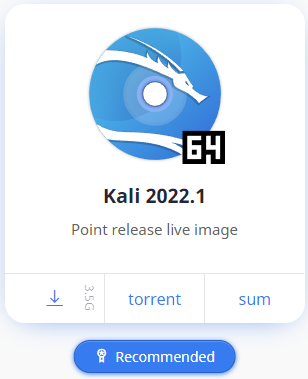 64
Kali 2022.1
Point release live image
3.5G
torrent
sum
Recommended